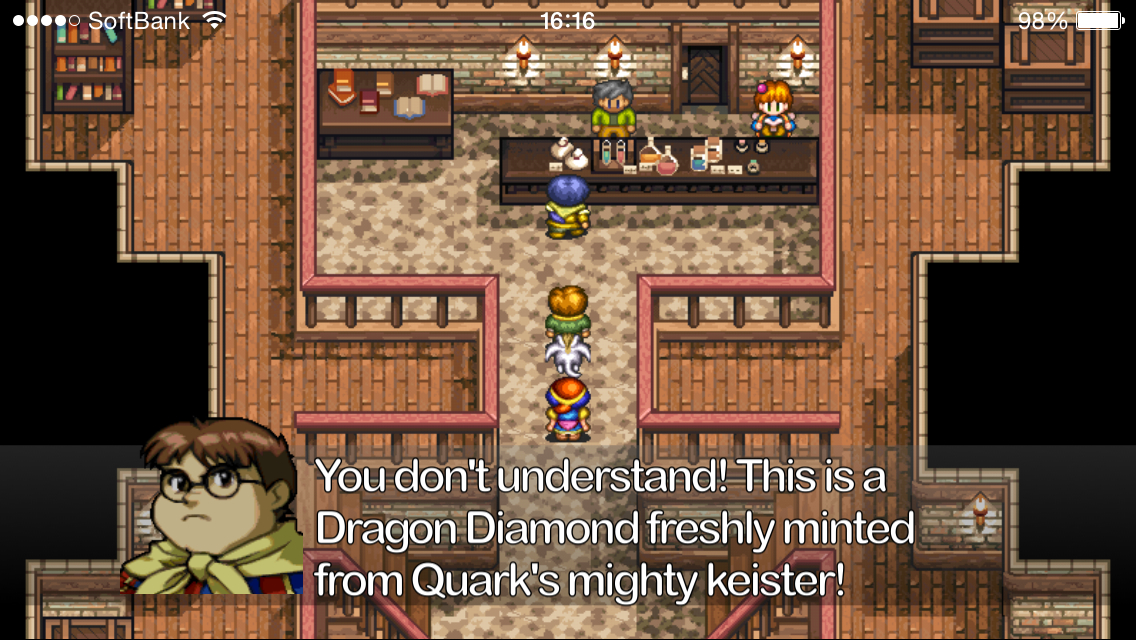 SoftBank 16:16 98%
You don't understand! This is a
Dragon Diamond freshly minted
from Quark's mighty keister!